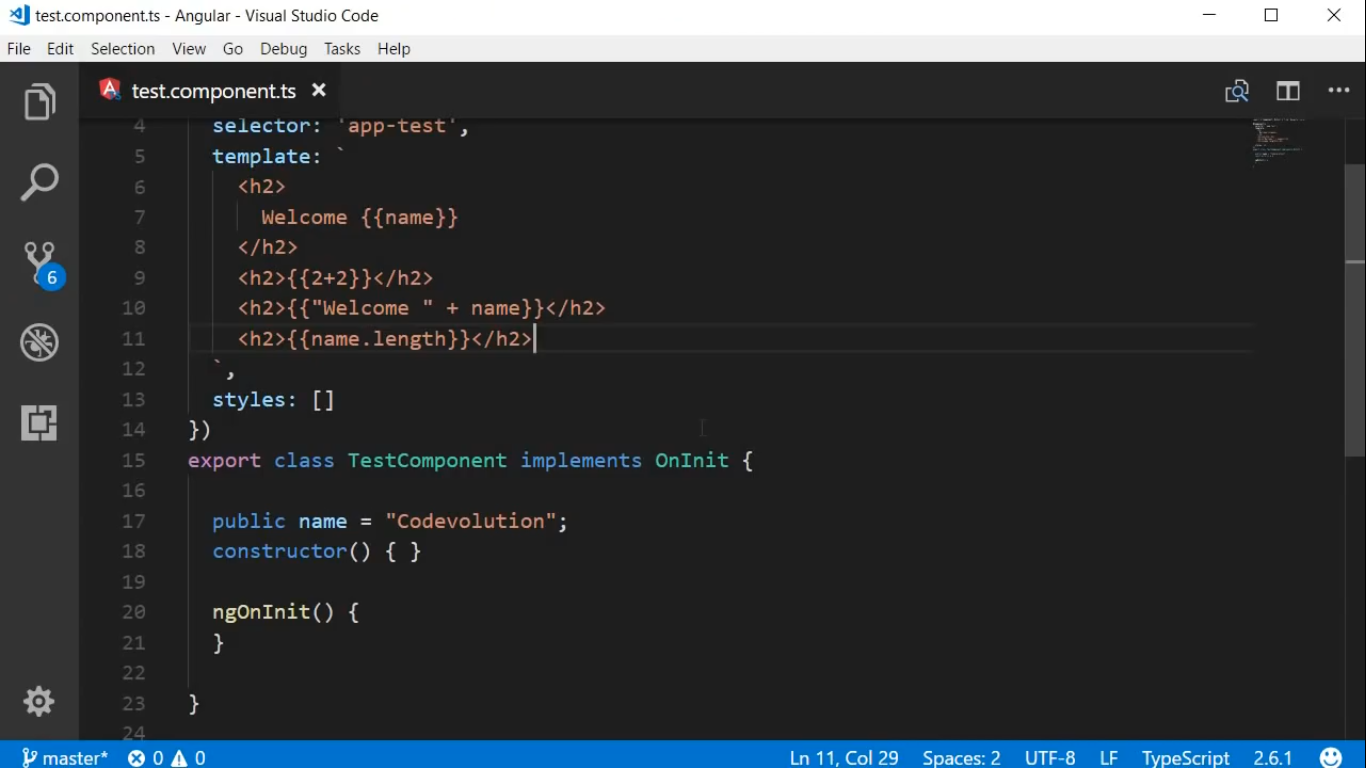 test.component.ts - Angular - Visual Studio Code
File Edit Selection View Go Debug Tasks Help
test.component.ts
4 selector: 'app-test',
5 template: `
6 <h2>
7 Welcome {{name}}
8 </h2>
9 <h2>{{2+2}}</h2>
10 <h2>{{"Welcome " + name}}</h2>
11 <h2>{{name.length}}</h2>
12 `,
13 styles: []
14 })
15 export class TestComponent implements OnInit {
16
17 public name = "Codevolution";
18 constructor() { }
19
20 ngOnInit() {
21 }
22
23 }
24
6
master* 0 0 Ln 11, Col 29 Spaces: 2 UTF-8 LF TypeScript 2.6.1